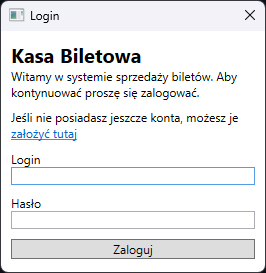 Login
Kasa Biletowa
Witamy w systemie sprzedaży biletów. Aby
kontynuować proszę się zalogować.
Jeśli nie posiadasz jeszcze konta, możesz je
założyć tutaj
Login
Hasło
Zaloguj